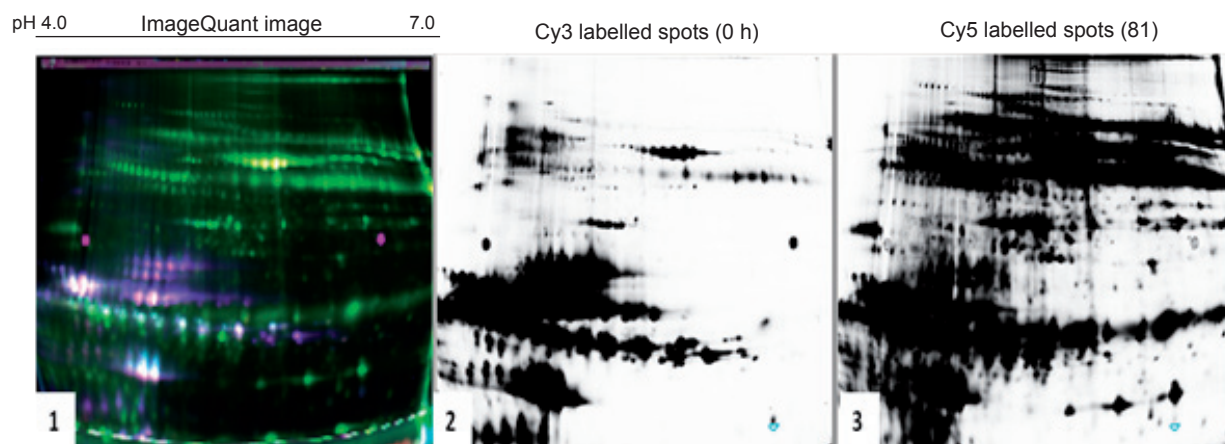 pH 4.0 ImageQuant image 7.0
Cy3 labelled spots (0 h)
Cy5 labelled spots (81)
1
2
3